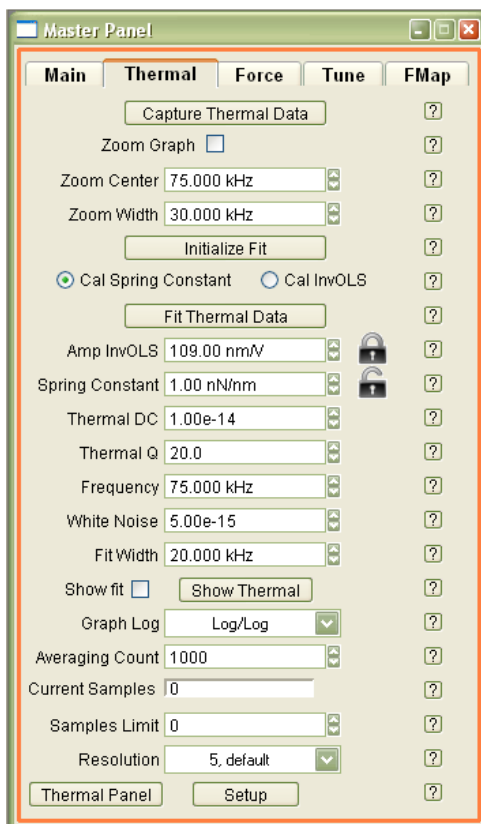 Master Panel
Main Thermal Force Tune FMap
Capture Thermal Data ?
Zoom Graph ?
Zoom Center 75.000 kHz ?
Zoom Width 30.000 kHz ?
Initialize Fit ?
Cal Spring Constant Cal InvOLS ?
Fit Thermal Data ?
Amp InvOLS 109.00 nm/V ?
Spring Constant 1.00 nN/nm ?
Thermal DC 1.00e-14 ?
Thermal Q 20.0 ?
Frequency 75.000 kHz ?
White Noise 5.00e-15 ?
Fit Width 20.000 kHz ?
Show fit Show Thermal ?
Graph Log Log/Log ?
Averaging Count 1000 ?
Current Samples 0 ?
Samples Limit 0 ?
Resolution 5, default ?
Thermal Panel Setup ?